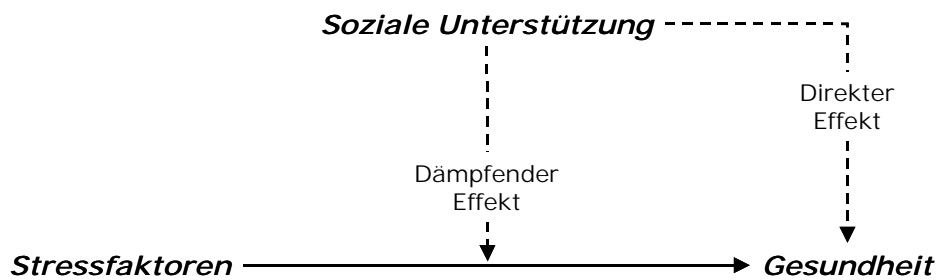 Soziale Unterstützung
Direkter
Effekt
Dämpfender
Effekt
Stressfaktoren
Gesundheit